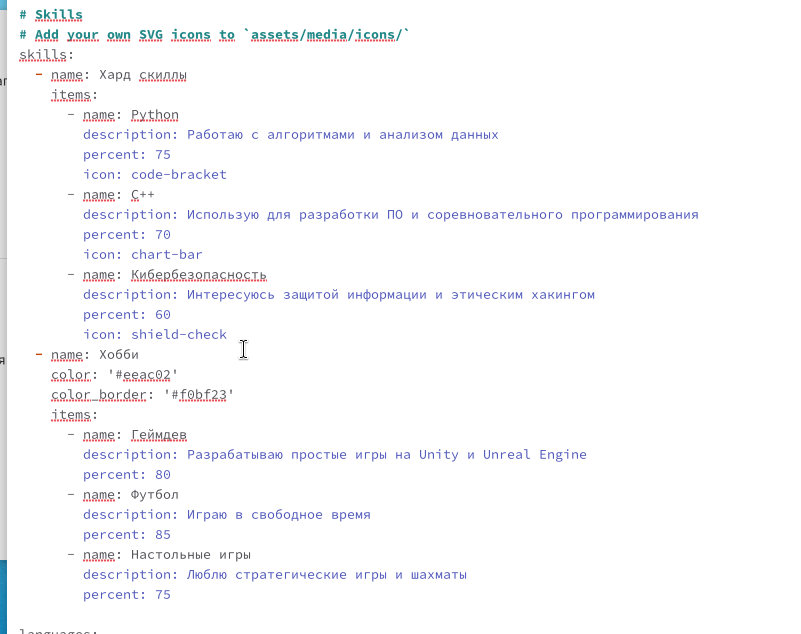 # Skills
# Add your own SVG icons to `assets/media/icons/`
skills:
  - name: Хард скиллы
    items:
      - name: Python
        description: Работаю с алгоритмами и анализом данных
        percent: 75
        icon: code-bracket
      - name: C++
        description: Использую для разработки ПО и соревновательного программирования
        percent: 70
        icon: chart-bar
      - name: Кибербезопасность
        description: Интересуюсь защитой информации и этическим хакингом
        percent: 60
        icon: shield-check
  - name: Хобби
    color: '#eeac02'
    color_border: '#f0bf23'
    items:
      - name: Геймдев
        description: Разрабатываю простые игры на Unity и Unreal Engine
        percent: 80
      - name: Футбол
        description: Играю в свободное время
        percent: 85
      - name: Настольные игры
        description: Люблю стратегические игры и шахматы
        percent: 75
languages: